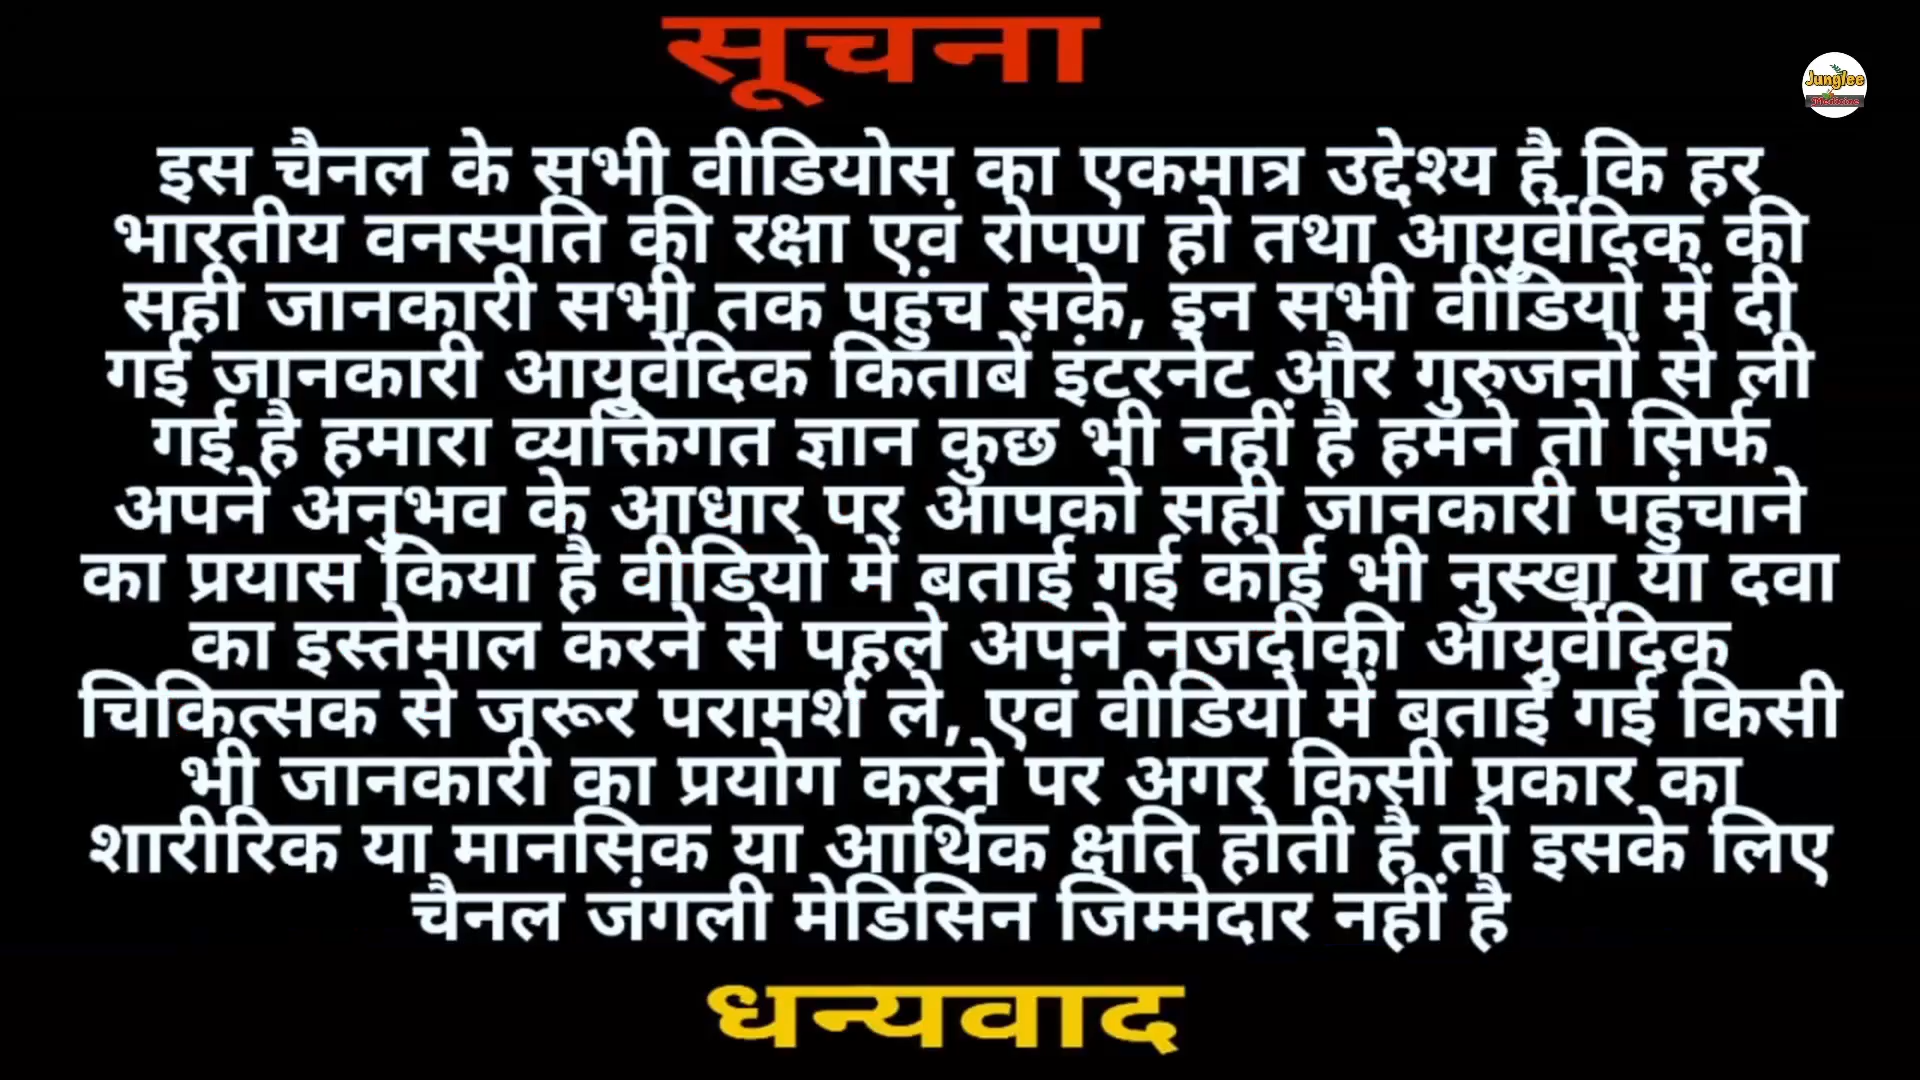 सूचना
Junglee
Medicine
इस चैनल के सभी वीडियोस का एकमात्र उद्देश्य है कि हर
भारतीय वनस्पति की रक्षा एवं रोपण हो तथा आयुर्वेदिक की
सही जानकारी सभी तक पहुंच सके, इन सभी वीडियो में दी
गई जानकारी आयुर्वेदिक किताबें इंटरनेट और गुरुजनों से ली
गई है हमारा व्यक्तिगत ज्ञान कुछ भी नहीं है हमने तो सिर्फ
अपने अनुभव के आधार पर आपको सही जानकारी पहुंचाने
का प्रयास किया है वीडियो में बताई गई कोई भी नुस्खा या दवा
का इस्तेमाल करने से पहले अपने नजदीकी आयुर्वेदिक
चिकित्सक से जरूर परामर्श ले, एवं वीडियो में बताई गई किसी
भी जानकारी का प्रयोग करने पर अगर किसी प्रकार का
शारीरिक या मानसिक या आर्थिक क्षति होती है तो इसके लिए
चैनल जंगली मेडिसिन जिम्मेदार नहीं है
धन्यवाद